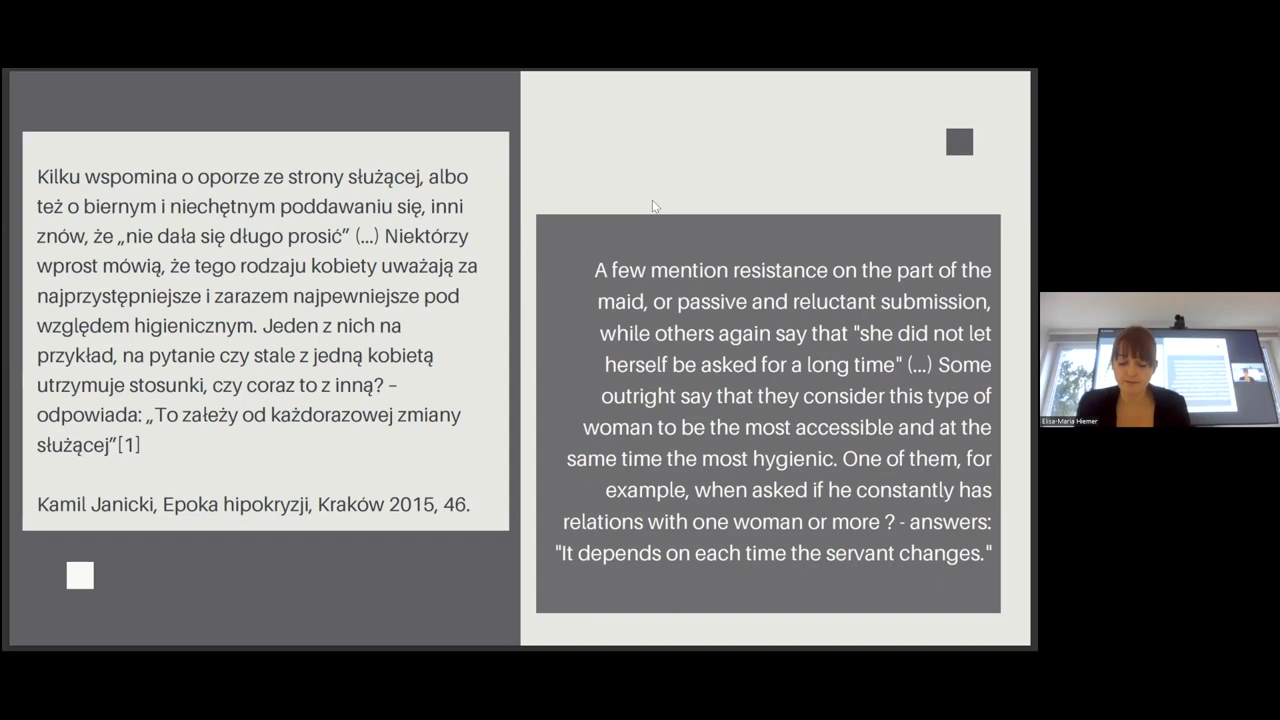 Kilku wspomina o oporze ze strony służącej, albo
też o biernym i niechętnym poddawaniu się, inni
znów, że „nie dała się długo prosić” (...) Niektórzy
wprost mówią, że tego rodzaju kobiety uważają za
najprzystępniejsze i zarazem najpewniejsze pod
względem higienicznym. Jeden z nich na
przykład, na pytanie czy stale z jedną kobietą
utrzymuje stosunki, czy coraz to z inną? –
odpowiada: „To zależy od każdorazowej zmiany
służącej”[1]
Kamil Janicki, Epoka hipokryzji, Kraków 2015, 46.
A few mention resistance on the part of the
maid, or passive and reluctant submission,
while others again say that "she did not let
herself be asked for a long time" (...) Some
outright say that they consider this type of
woman to be the most accessible and at the
same time the most hygienic. One of them, for
example, when asked if he constantly has
relations with one woman or more ? - answers:
"It depends on each time the servant changes."
Elisa-Maria Hiemer